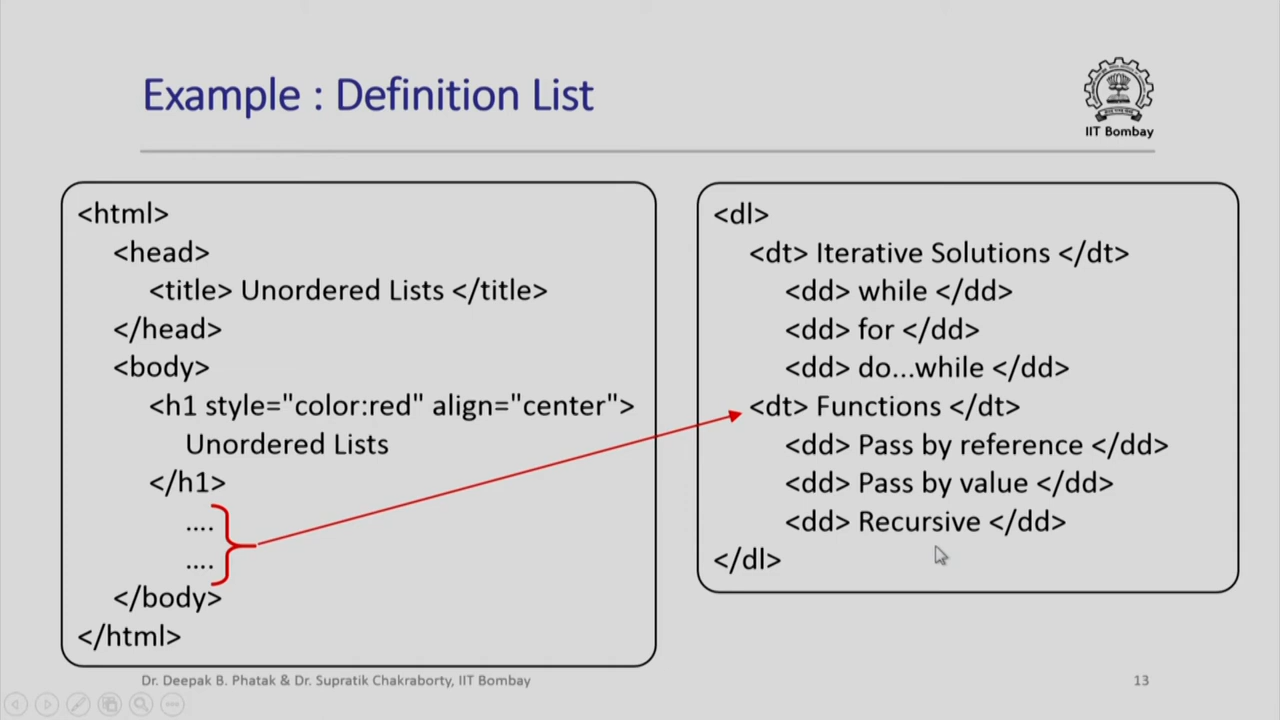 Example : Definition List
IIT Bombay
<html>
<head>
<title> Unordered Lists </title>
</head>
<body>
<h1 style="color:red" align="center">
Unordered Lists
</h1>
....
....
</body>
</html>
<dl>
<dt> Iterative Solutions </dt>
<dd> while </dd>
<dd> for </dd>
<dd> do...while </dd>
<dt> Functions </dt>
<dd> Pass by reference </dd>
<dd> Pass by value </dd>
<dd> Recursive </dd>
</dl>
Dr. Deepak B. Phatak & Dr. Supratik Chakraborty, IIT Bombay
13